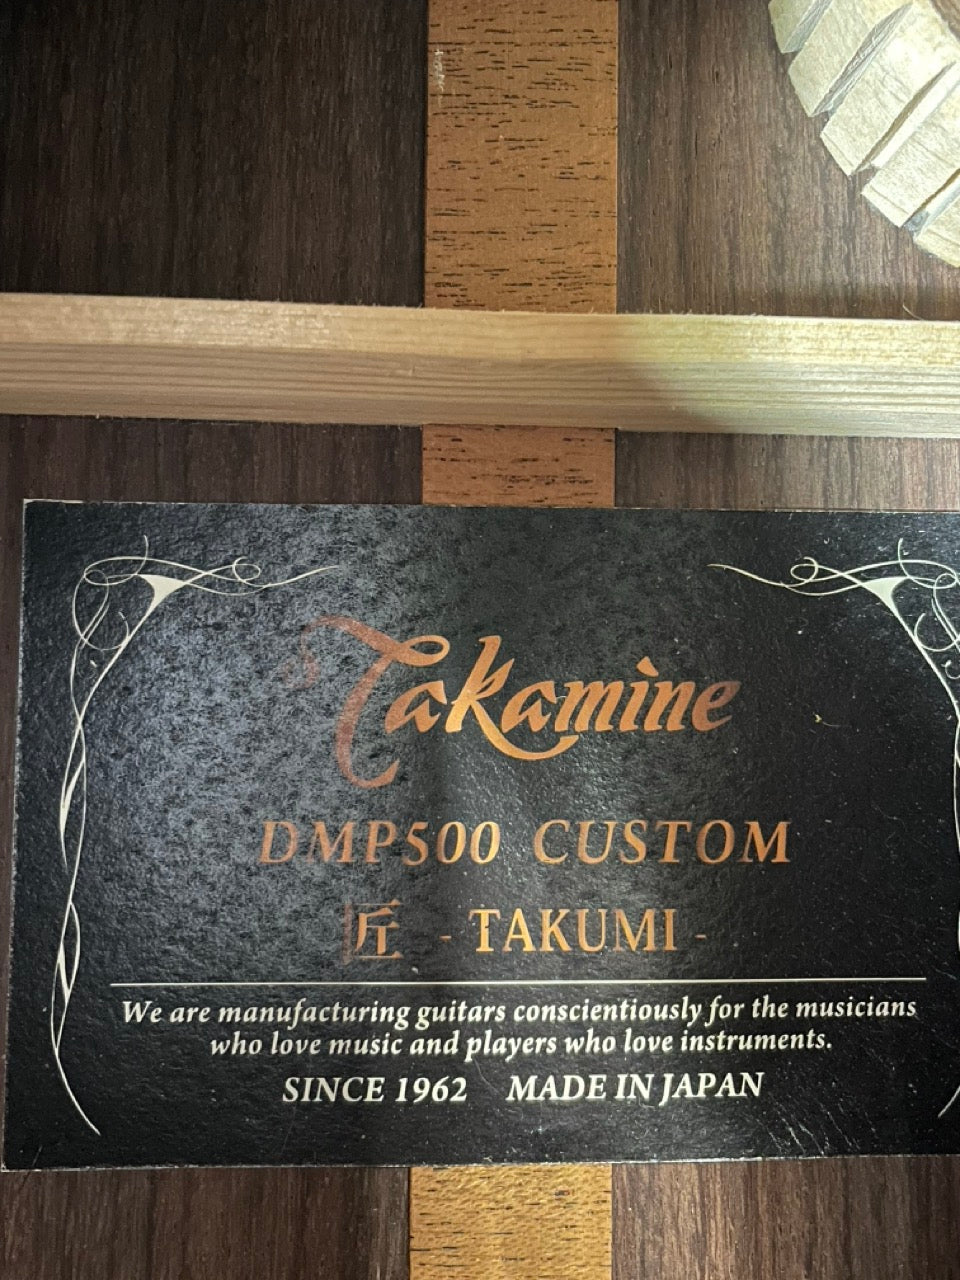 Takamine
DMP500 CUSTOM
匠 - TAKUMI -
We are manufacturing guitars conscientiously for the musicians
who love music and players who love instruments.
SINCE 1962 MADE IN JAPAN